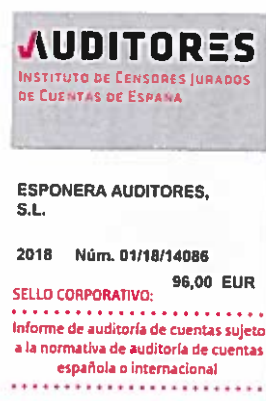 AUDITORES
INSTITUTO DE CENSORES JURADOS
DE CUENTAS DE ESPAÑA
ESPONERA AUDITORES,
S.L.
2018 Núm. 01/18/14086
96,00 EUR
SELLO CORPORATIVO:
Informe de auditoría de cuentas sujeto
a la normativa de auditoría de cuentas
española o internacional